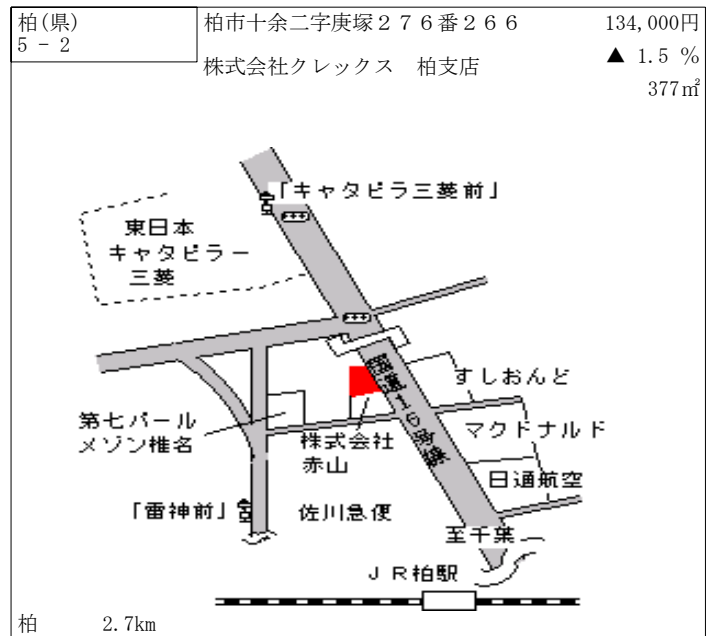 柏(県)
5 - 2
柏市十余二字庚塚２７６番２６６
134,000円
株式会社クレックス　柏支店
▲ 1.5 %
377㎡
「キャタピラ三菱前」
東日本
キャタピラー
三菱
国道１６号線
すしおんど
第七パール
メゾン椎名
株式会社
赤山
マクドナルド
日通航空
「雷神前」
佐川急便
至千葉
ＪＲ柏駅
柏　2.7km